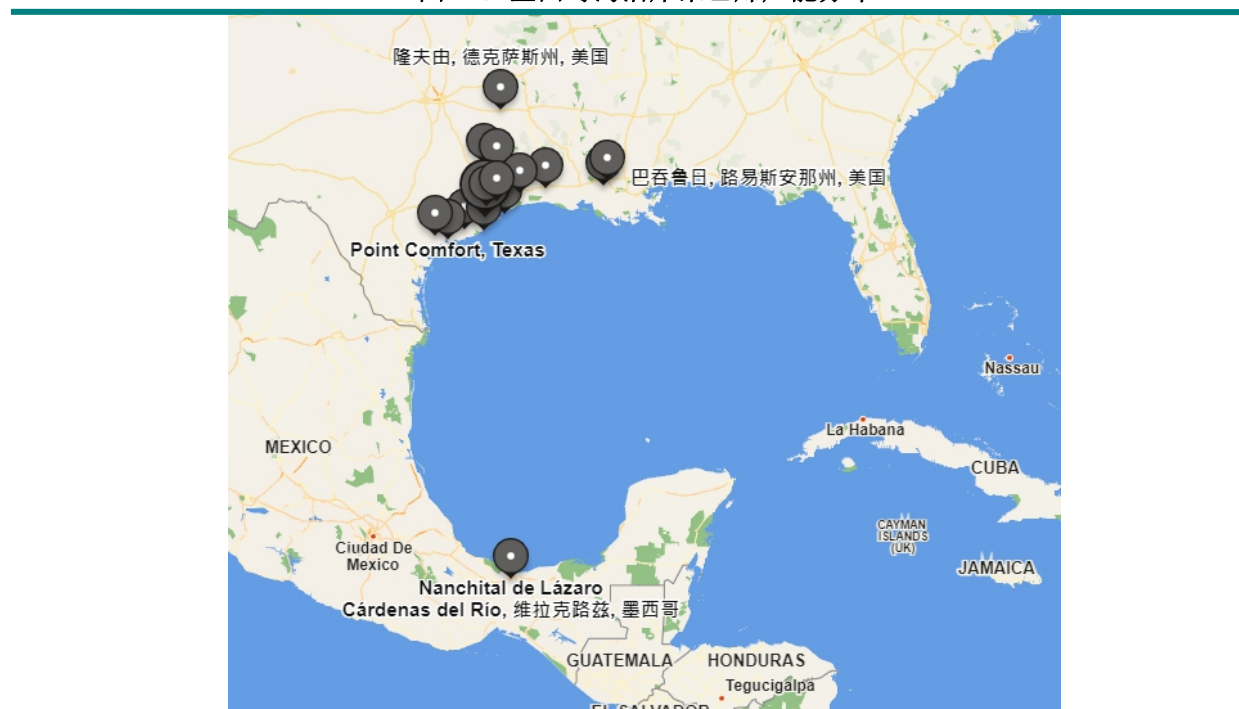 隆夫由, 德克萨斯州, 美国
巴吞鲁日, 路易斯安那州, 美国
Point Comfort, Texas
Nassau
La Habana
MEXICO
CUBA
CAYMAN
ISLANDS
(UK)
Ciudad De
Mexico
JAMAICA
Nanchital de Lázaro
Cárdenas del Río, 维拉克路兹, 墨西哥
GUATEMALA
HONDURAS
Tegucigalpa
EL SALVADOR